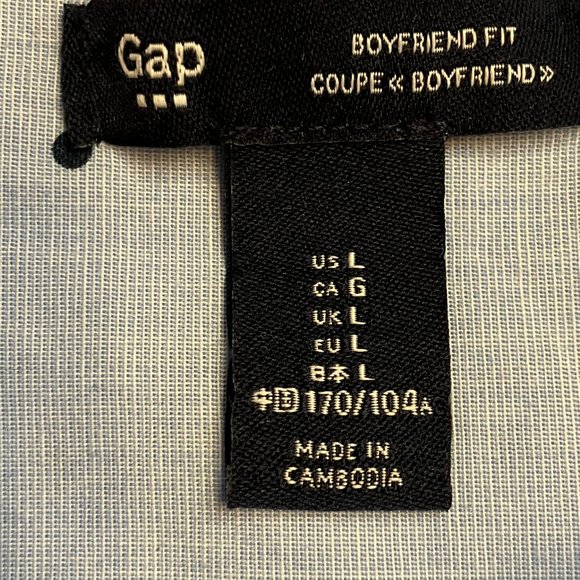 Gap
BOYFRIEND FIT
COUPE « BOYFRIEND »
US L
CA G
UK L
EU L
日本 L
中国 170/104A
MADE IN
CAMBODIA